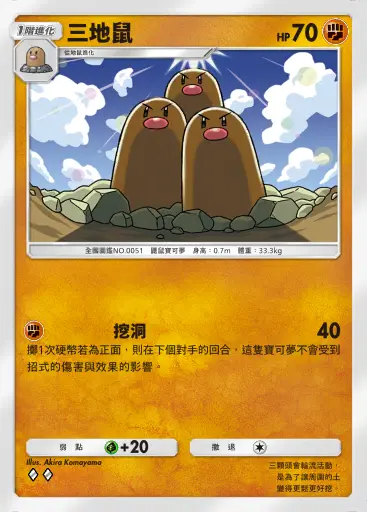 1階進化
三地鼠
HP 70
從地鼠進化
全國圖鑑NO.0051 鼴鼠寶可夢 身高：0.7m 體重：33.3kg
挖洞 40
擲1次硬幣若為正面，則在下個對手的回合，這隻寶可夢不會受到
招式的傷害與效果的影響。
弱點 +20
撤退
Illus. Akira Komayama
三顆頭會輪流活動，
是為了讓周圍的土
變得更鬆更好挖。